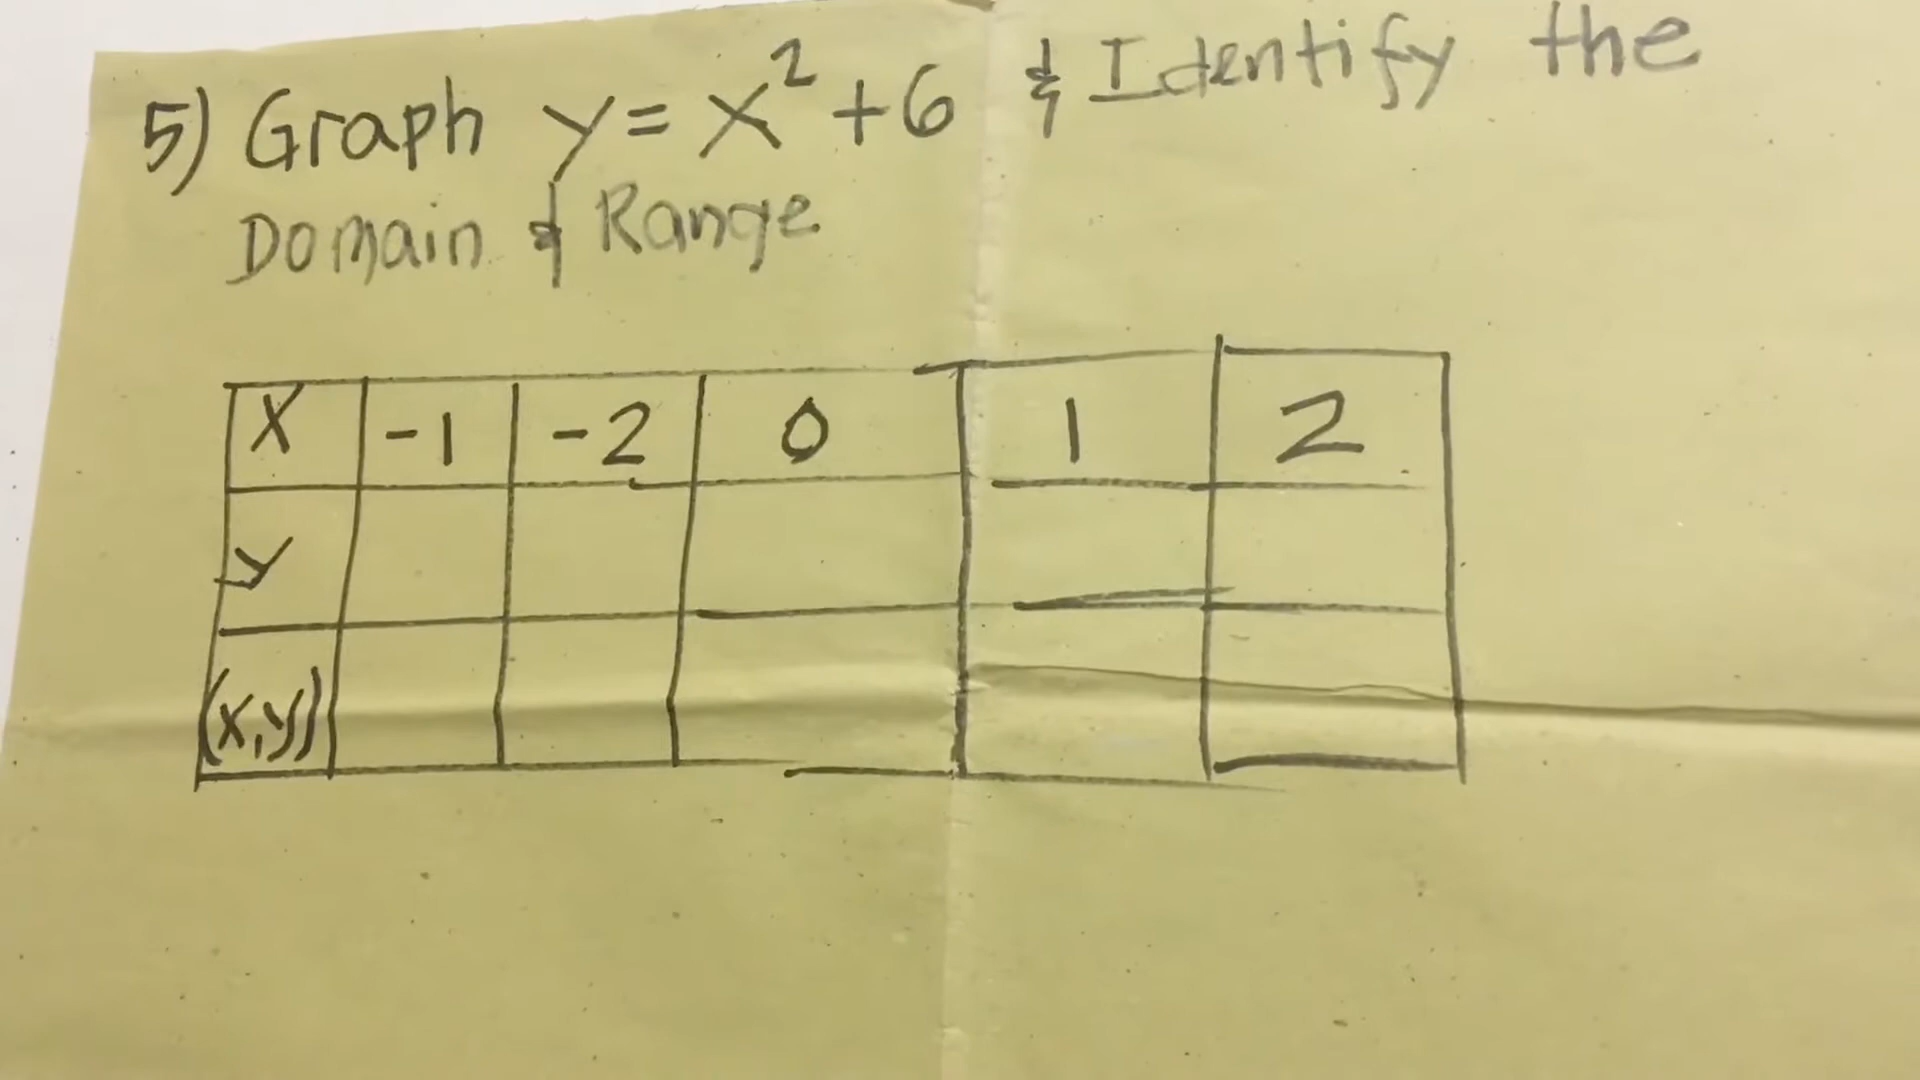 5) Graph y = x² + 6 & Identify the
Domain & Range
X -1 -2 0 1 2
y
(x,y)